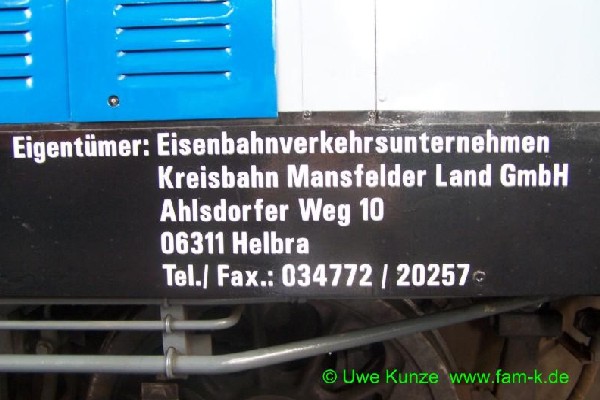 Eigentümer: Eisenbahnverkehrsunternehmen
Kreisbahn Mansfelder Land GmbH
Ahlsdorfer Weg 10
06311 Helbra
Tel./ Fax.: 034772 / 20257
© Uwe Kunze www.fam-k.de